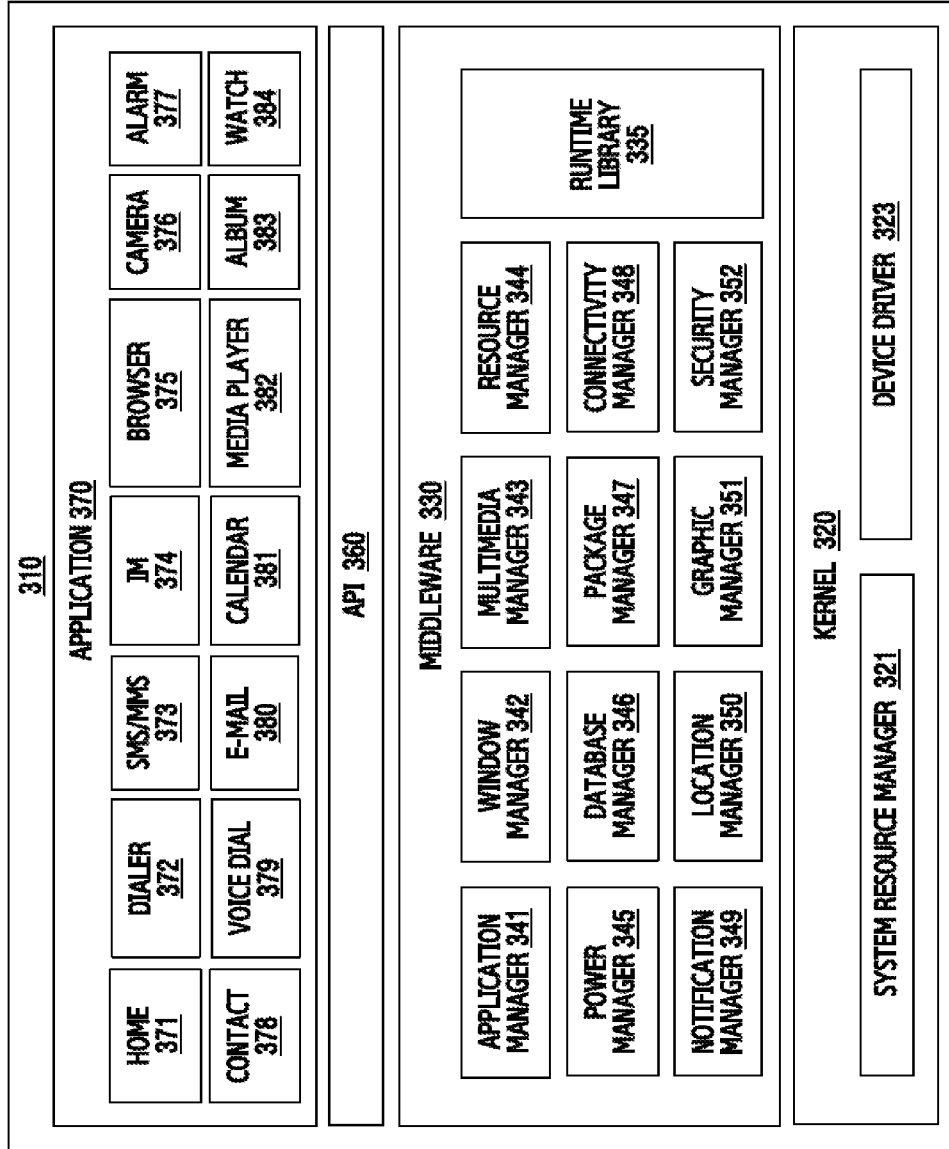 310
APPLICATION 370
HOME
371
DIALER
372
SMS/MMS
373
IM
374
BROWSER
375
CAMERA
376
ALARM
377
CONTACT
378
VOICE DIAL
379
E-MAIL
380
CALENDAR
381
MEDIA PLAYER
382
ALBUM
383
WATCH
384
API 360
MIDDLEWARE 330
APPLICATION
MANAGER 341
WINDOW
MANAGER 342
MULTIMEDIA
MANAGER 343
RESOURCE
MANAGER 344
POWER
MANAGER 345
DATABASE
MANAGER 346
PACKAGE
MANAGER 347
CONNECTIVITY
MANAGER 348
NOTIFICATION
MANAGER 349
LOCATION
MANAGER 350
GRAPHIC
MANAGER 351
SECURITY
MANAGER 352
RUNTIME
LIBRARY
335
KERNEL 320
SYSTEM RESOURCE MANAGER 321
DEVICE DRIVER 323